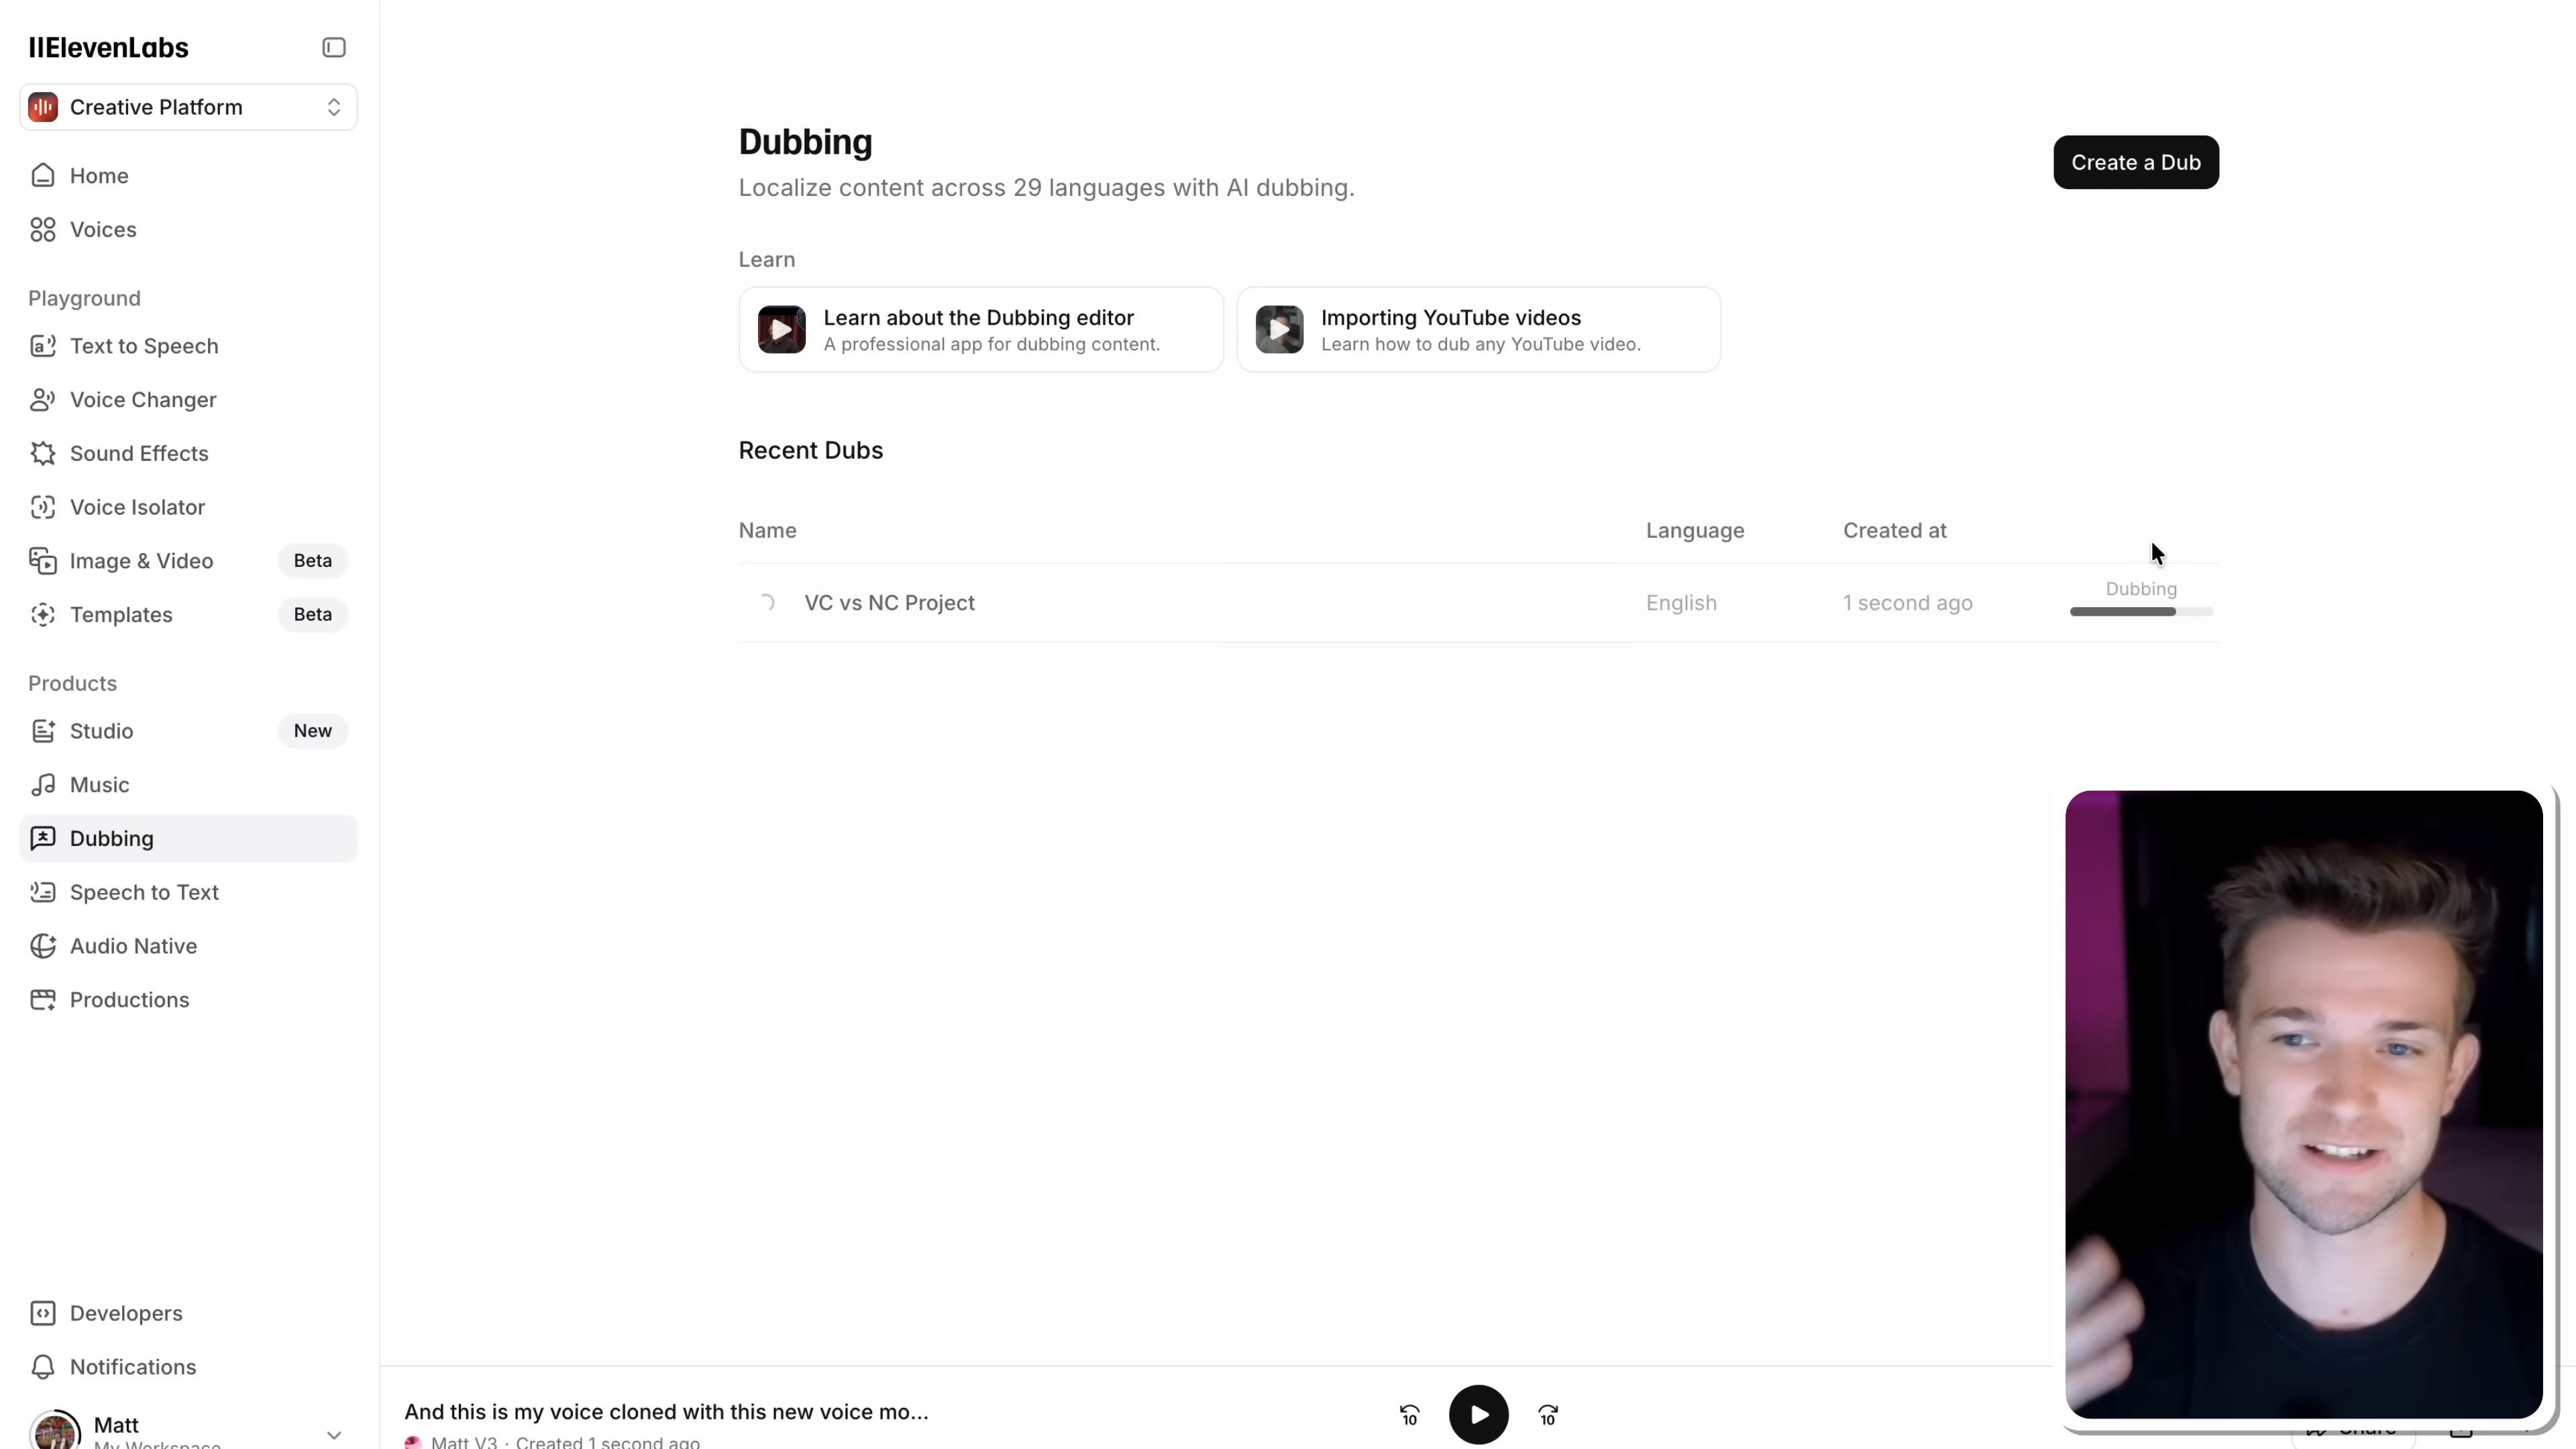 IIElevenLabs
Creative Platform
Home
Voices
Playground
Text to Speech
Voice Changer
Sound Effects
Voice Isolator
Image & Video Beta
Templates Beta
Products
Studio New
Music
Dubbing
Speech to Text
Audio Native
Productions
Developers
Notifications
Matt
My Workspace
Dubbing
Create a Dub
Localize content across 29 languages with AI dubbing.
Learn
Learn about the Dubbing editor
A professional app for dubbing content.
Importing YouTube videos
Learn how to dub any YouTube video.
Recent Dubs
Name Language Created at
VC vs NC Project English 1 second ago Dubbing
And this is my voice cloned with this new voice mo...
Matt V3 · Created 1 second ago
10 10
Share